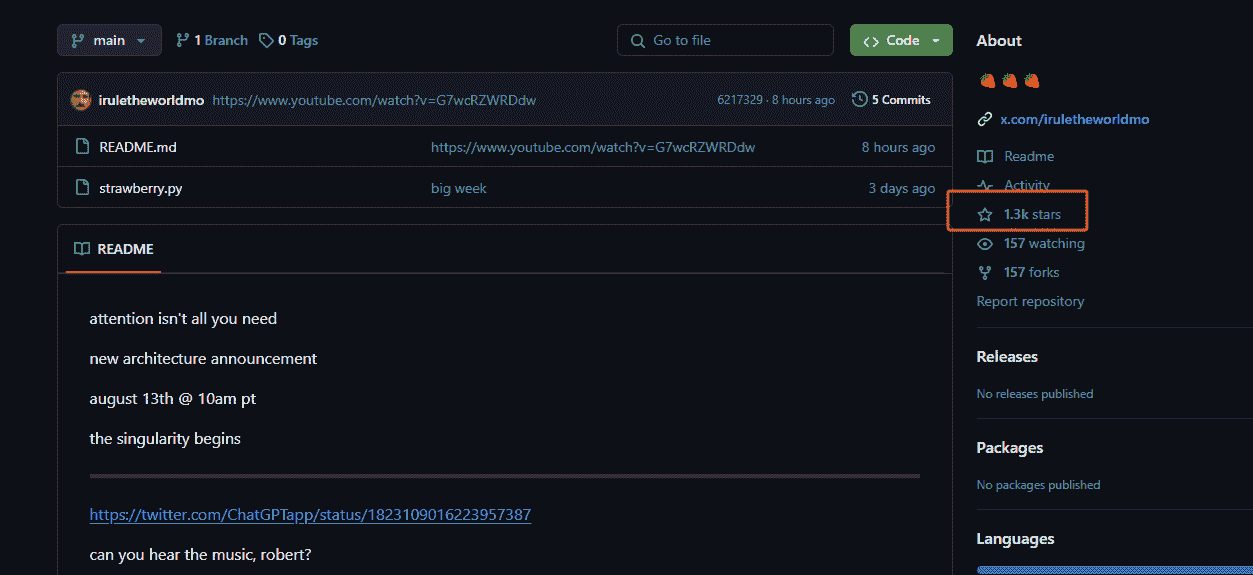 main 1 Branch 0 Tags Go to file Code
About
iruletheworldmo https://www.youtube.com/watch?v=G7wcRZWRDdw 6217329 · 8 hours ago 5 Commits
x.com/iruletheworldmo
README.md https://www.youtube.com/watch?v=G7wcRZWRDdw 8 hours ago
strawberry.py big week 3 days ago
Readme
Activity
1.3k stars
157 watching
157 forks
Report repository
README
attention isn't all you need
new architecture announcement
august 13th @ 10am pt
the singularity begins
https://twitter.com/ChatGPTapp/status/1823109016223957387
can you hear the music, robert?
Releases
No releases published
Packages
No packages published
Languages